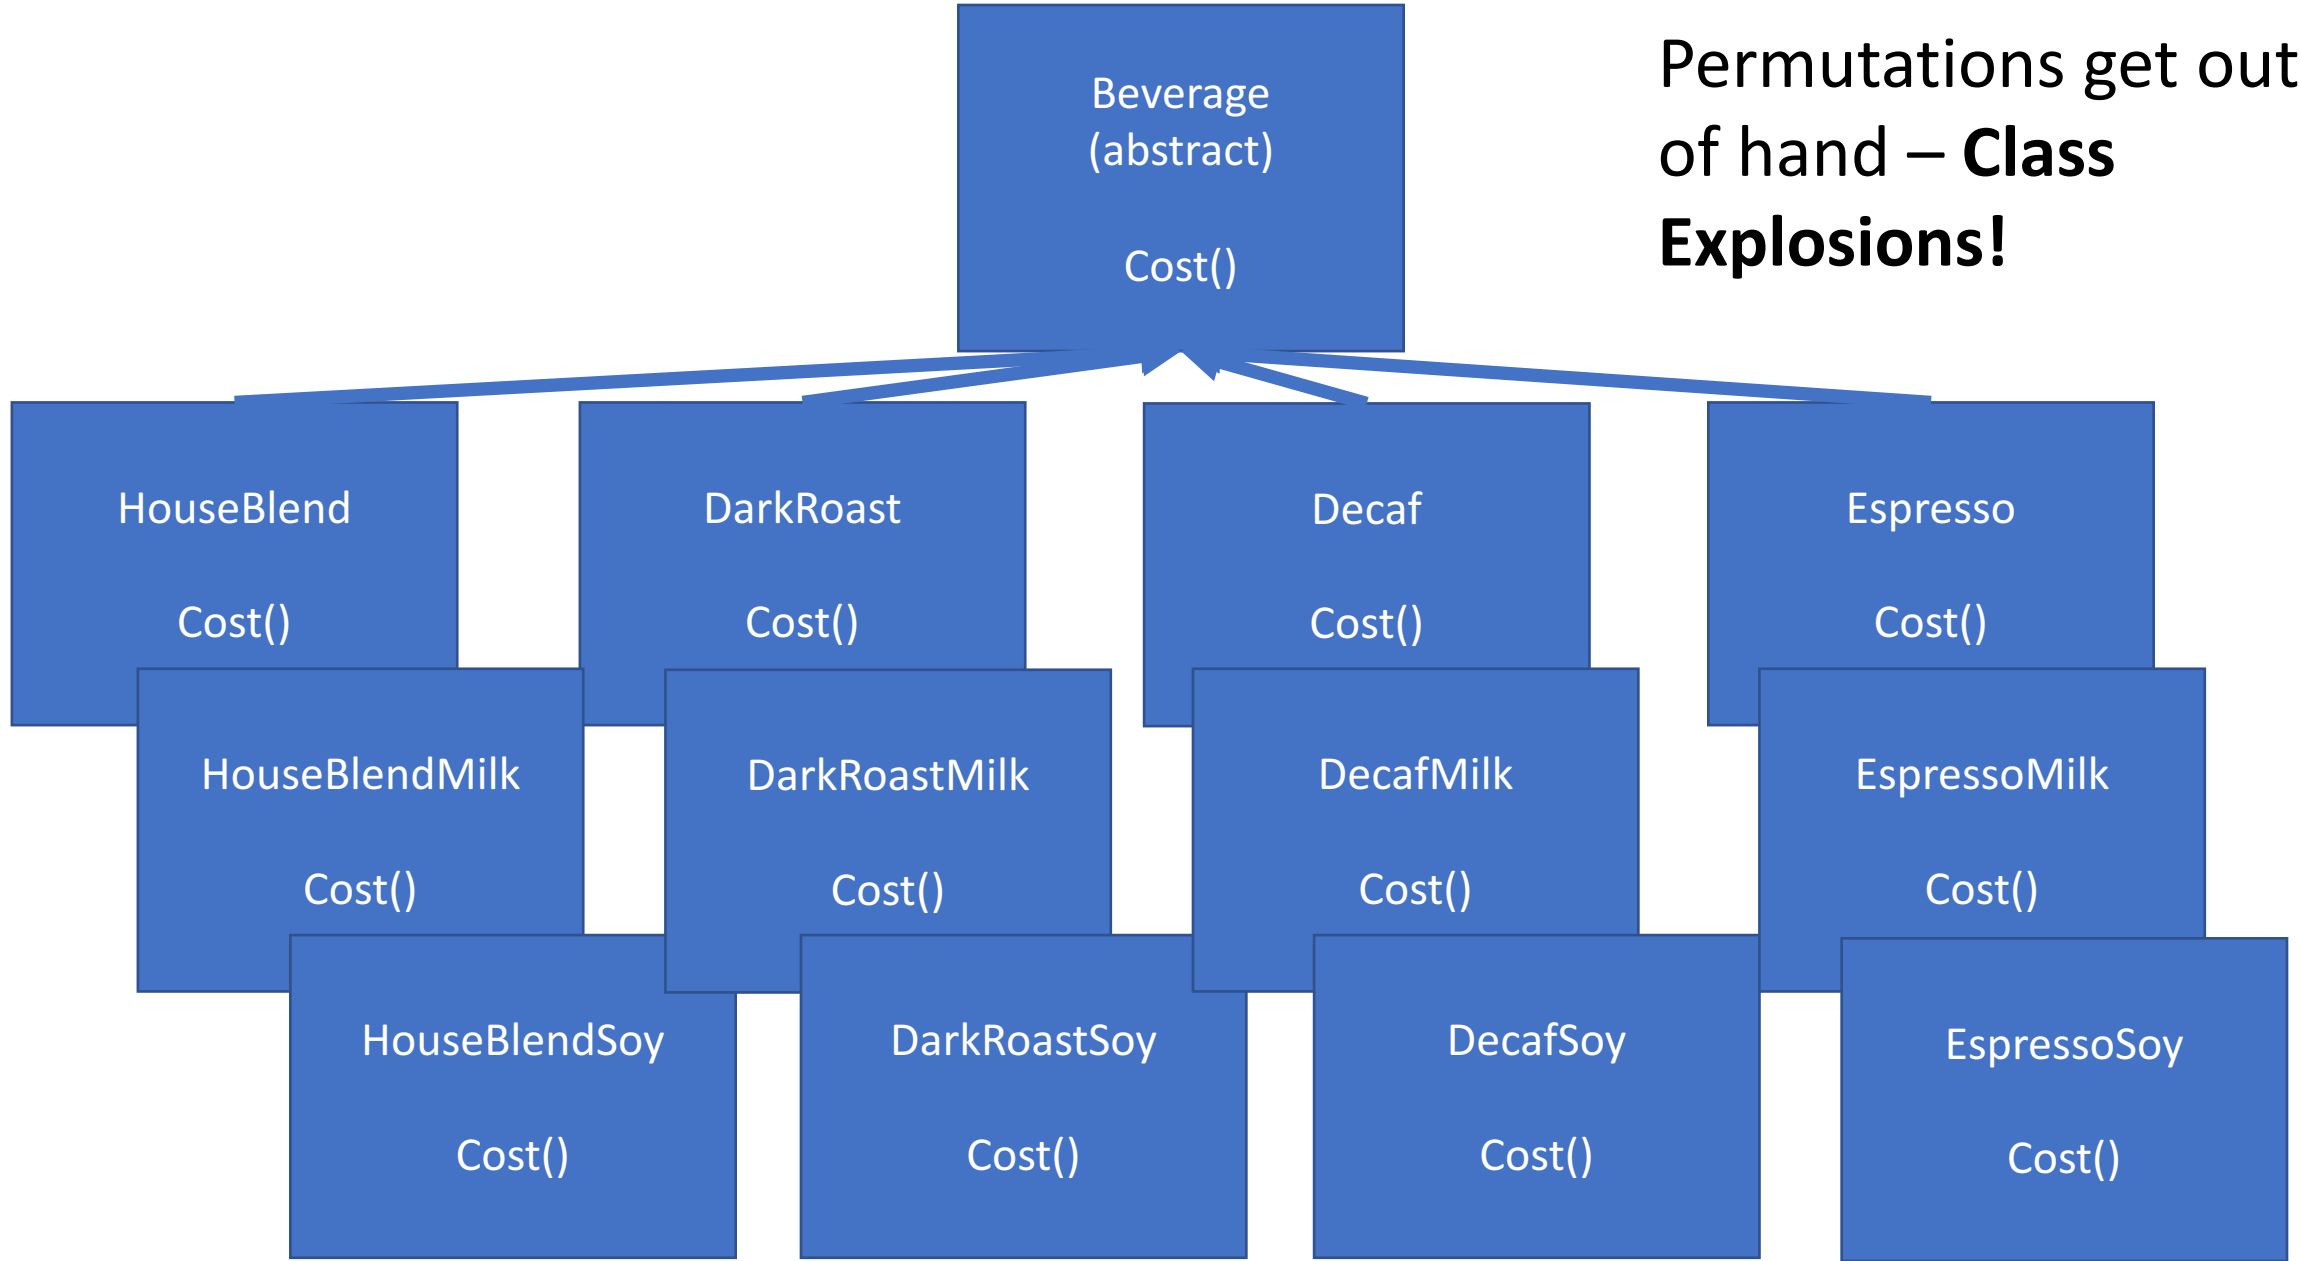 Beverage
(abstract)
Cost()
Permutations get out
of hand – Class
Explosions!
HouseBlend
Cost()
DarkRoast
Cost()
Decaf
Cost()
Espresso
Cost()
HouseBlendMilk
Cost()
DarkRoastMilk
Cost()
DecafMilk
Cost()
EspressoMilk
Cost()
HouseBlendSoy
Cost()
DarkRoastSoy
Cost()
DecafSoy
Cost()
EspressoSoy
Cost()